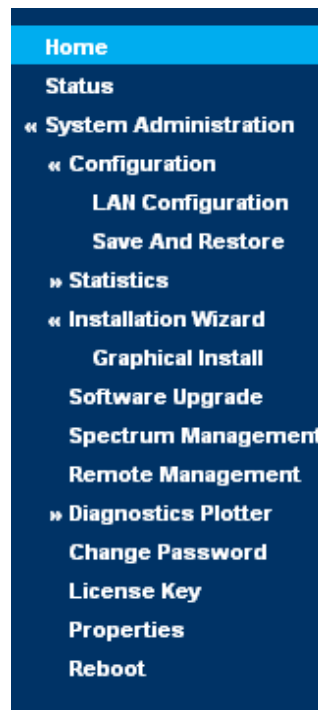 Home
Status
« System Administration
« Configuration
LAN Configuration
Save And Restore
» Statistics
« Installation Wizard
Graphical Install
Software Upgrade
Spectrum Management
Remote Management
» Diagnostics Plotter
Change Password
License Key
Properties
Reboot